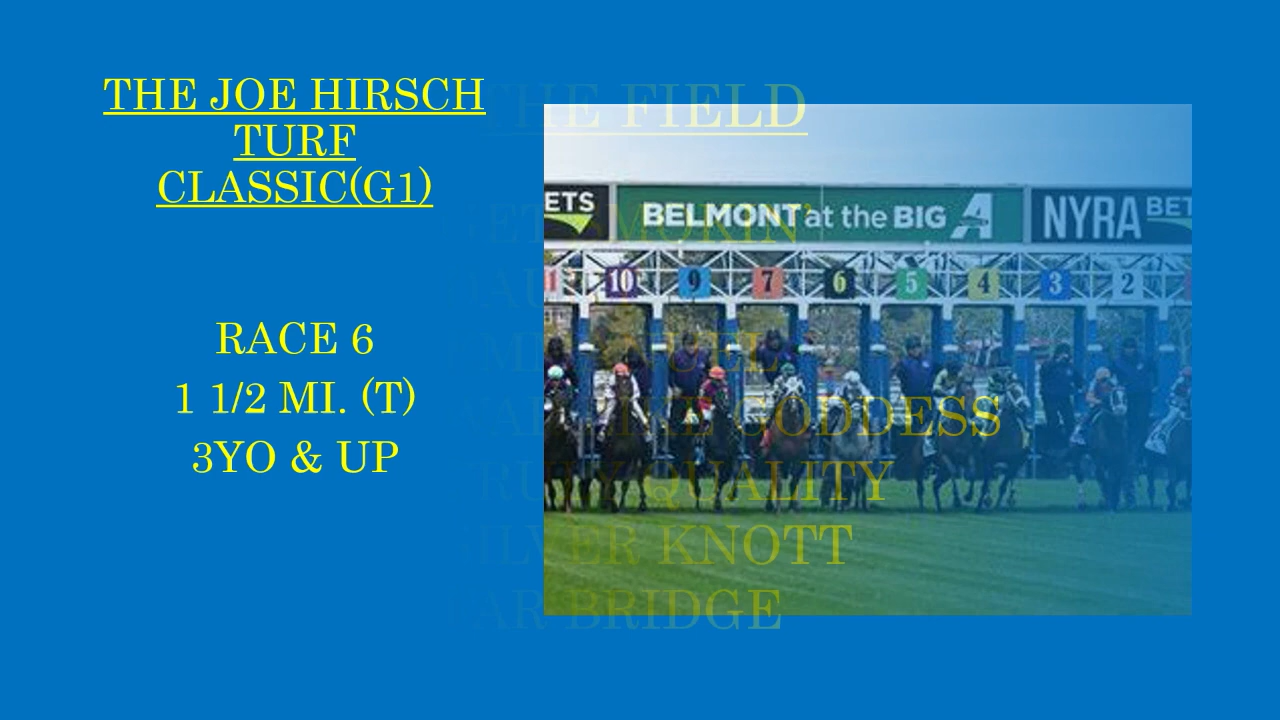 THE JOE HIRSCH
TURF
CLASSIC(G1)
RACE 6
1 1/2 MI. (T)
3YO & UP
THE FIELD
GODDESS
QUALITY
SILVER KNOTT
BRIDGE
ETS
BELMONT at the BIG A
NYRA BET
10 9 7 6 5 4 3 2